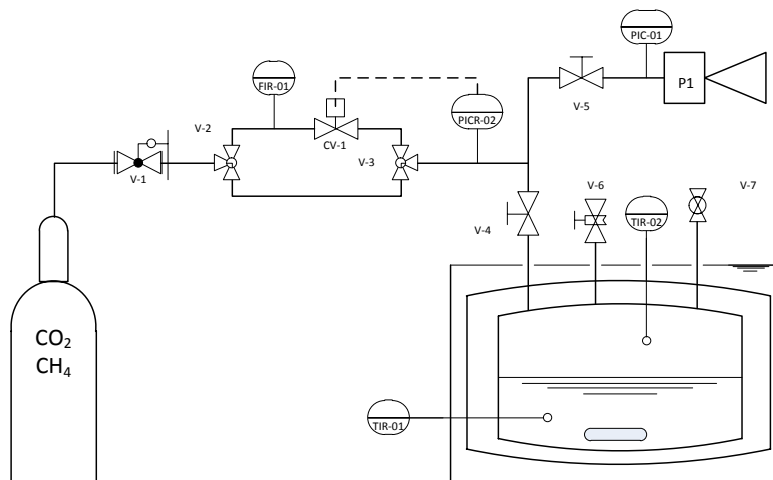 PIC-01
P1
V-5
FIR-01
PICR-02
V-2
CV-1
V-3
V-1
V-6
V-7
TIR-02
V-4
CO₂
CH₄
TIR-01